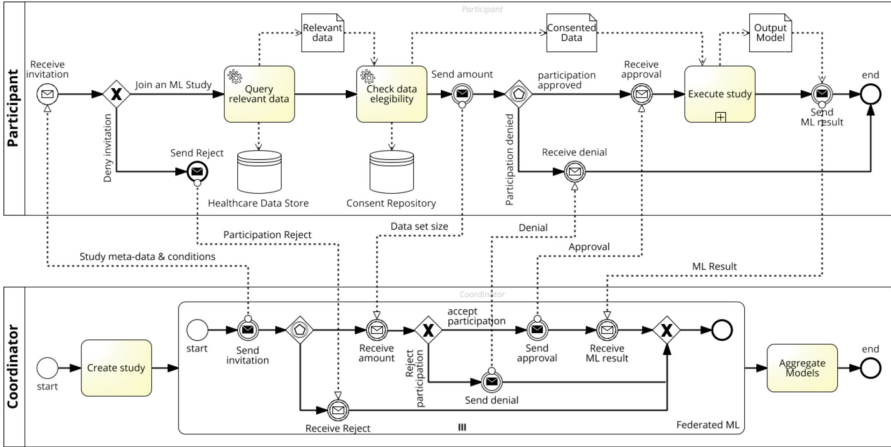 Participant
Participant
Receive
invitation
Join an ML Study
Deny invitation
Query
relevant data
Relevant
data
Check data
elegibility
Send amount
Consented
Data
participation
approved
Participation denied
Receive
approval
Execute study
Output
Model
Send
ML result
end
Send Reject
Receive denial
Healthcare Data Store
Consent Repository
Participation Reject
Data set size
Denial
Approval
Study meta-data & conditions
ML Result
Coordinator
Coordinator
start
Create study
start
Send
invitation
Receive
amount
accept
participation
Reject
participation
Send
approval
Receive
ML result
Send denial
Receive Reject
Federated ML
Aggregate
Models
end